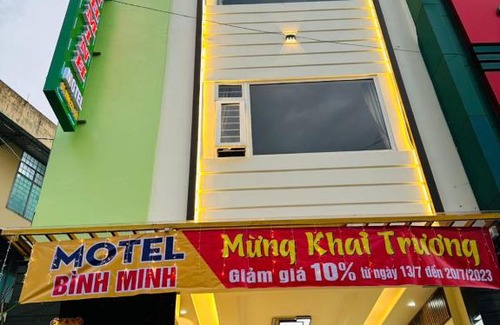 MOTEL
BÌNH MINH
Mừng Khai Trương
Giảm giá 10% từ ngày 13/7 đến 20/7/2023